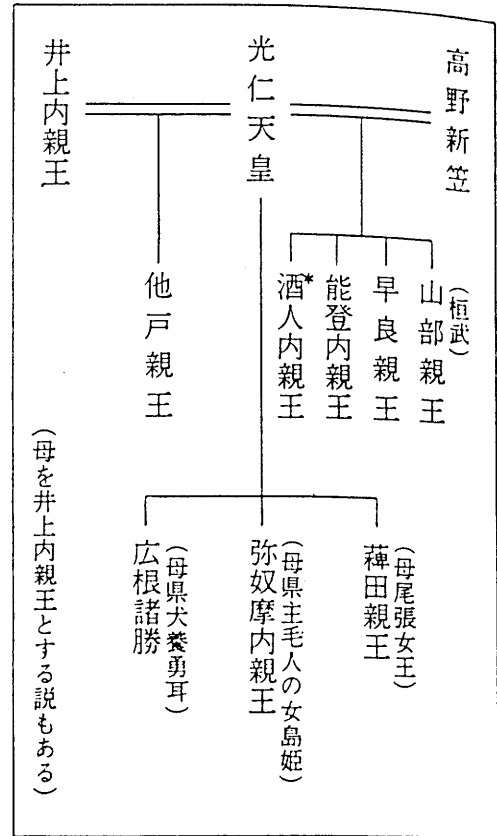 高野新笠
光仁天皇
井上内親王
山部親王
（桓武）
早良親王
能登内親王
酒人内親王*
他戸親王
薭田親王
（母尾張女王）
弥奴摩内親王
（母県主毛人の女島姫）
広根諸勝
（母県犬養勇耳）
（母を井上内親王とする説もある）